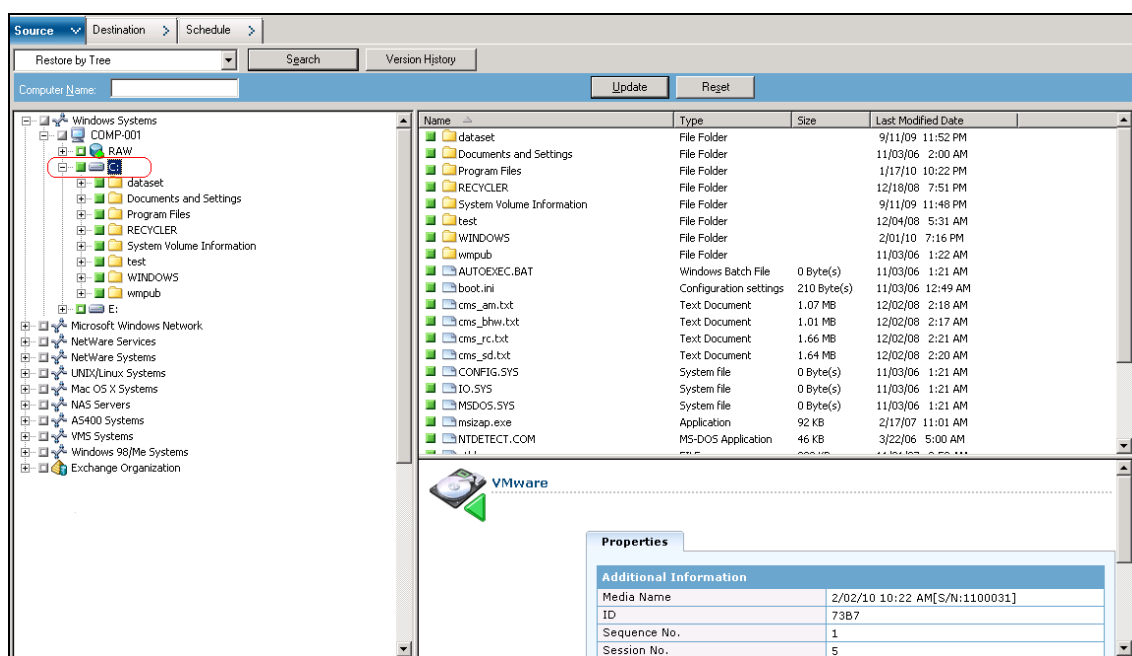 Source Destination Schedule
Restore by Tree Search Version History
Computer Name: Update Reset
Windows Systems
COMP-001
RAW
C:
dataset
Documents and Settings
Program Files
RECYCLER
System Volume Information
test
WINDOWS
wmpub
E:
Microsoft Windows Network
NetWare Services
NetWare Systems
UNIX/Linux Systems
Mac OS X Systems
NAS Servers
AS400 Systems
VMS Systems
Windows 98/Me Systems
Exchange Organization
Name Type Size Last Modified Date
dataset File Folder 9/11/09 11:52 PM
Documents and Settings File Folder 11/03/06 2:00 AM
Program Files File Folder 1/17/10 10:22 PM
RECYCLER File Folder 12/18/08 7:51 PM
System Volume Information File Folder 9/11/09 11:48 PM
test File Folder 12/04/08 5:31 AM
WINDOWS File Folder 2/01/10 7:16 PM
wmpub File Folder 11/03/06 1:22 AM
AUTOEXEC.BAT Windows Batch File 0 Byte(s) 11/03/06 1:21 AM
boot.ini Configuration settings 210 Byte(s) 11/03/06 12:49 AM
cms_am.txt Text Document 1.07 MB 12/02/08 2:18 AM
cms_bhw.txt Text Document 1.01 MB 12/02/08 2:17 AM
cms_rc.txt Text Document 1.66 MB 12/02/08 2:21 AM
cms_sd.txt Text Document 1.64 MB 12/02/08 2:20 AM
CONFIG.SYS System file 0 Byte(s) 11/03/06 1:21 AM
IO.SYS System file 0 Byte(s) 11/03/06 1:21 AM
MSDOS.SYS System file 0 Byte(s) 11/03/06 1:21 AM
msizap.exe Application 92 KB 2/17/07 11:01 AM
NTDETECT.COM MS-DOS Application 46 KB 3/22/06 5:00 AM
VMware
Properties
Additional Information
Media Name 2/02/10 10:22 AM[S/N:1100031]
ID 73B7
Sequence No. 1
Session No. 5